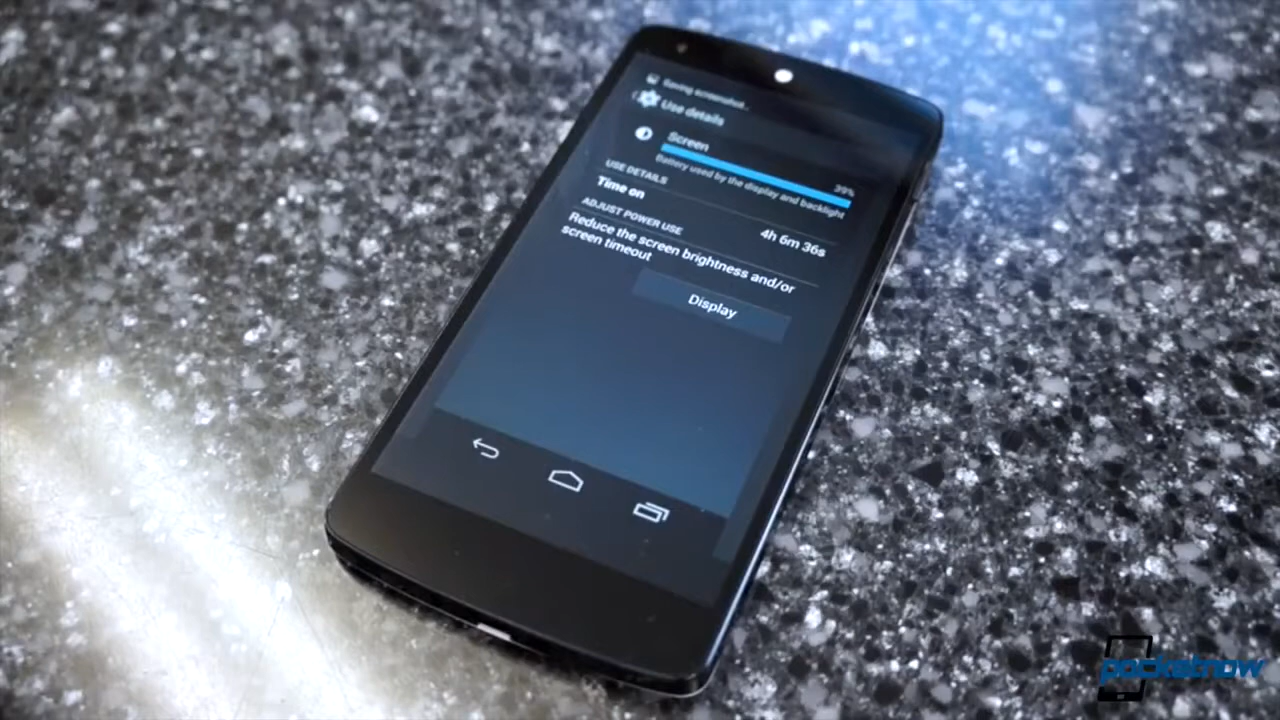 Saving screenshot...
Use details
Screen
39%
Battery used by the display and backlight
USE DETAILS
Time on
4h 6m 36s
ADJUST POWER USE
Reduce the screen brightness and/or
screen timeout
Display
pocketnow